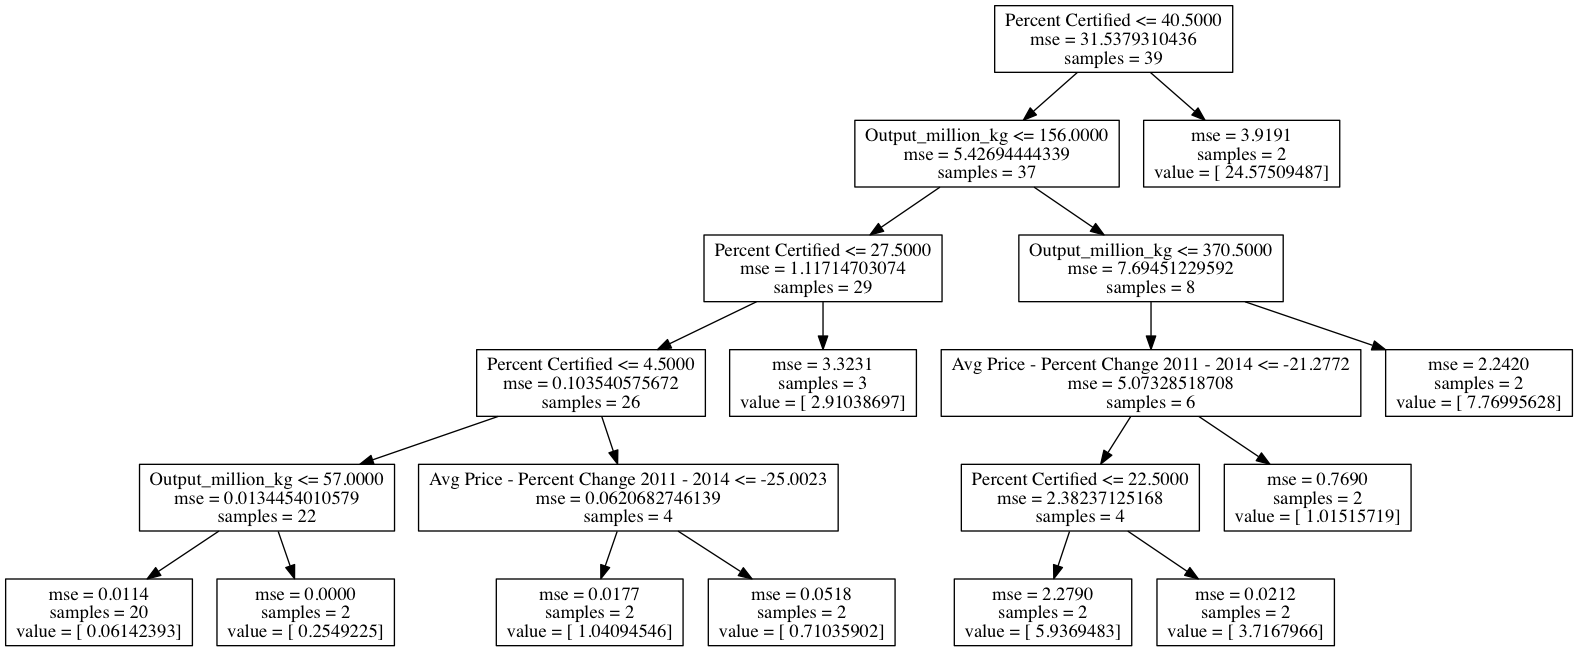 Percent Certified <= 40.5000
mse = 31.5379310436
samples = 39
Output_million_kg <= 156.0000
mse = 5.42694444339
samples = 37
mse = 3.9191
samples = 2
value = [ 24.57509487]
Percent Certified <= 27.5000
mse = 1.11714703074
samples = 29
Output_million_kg <= 370.5000
mse = 7.69451229592
samples = 8
Percent Certified <= 4.5000
mse = 0.103540575672
samples = 26
mse = 3.3231
samples = 3
value = [ 2.91038697]
Avg Price - Percent Change 2011 - 2014 <= -21.2772
mse = 5.07328518708
samples = 6
mse = 2.2420
samples = 2
value = [ 7.76995628]
Output_million_kg <= 57.0000
mse = 0.0134454010579
samples = 22
Avg Price - Percent Change 2011 - 2014 <= -25.0023
mse = 0.0620682746139
samples = 4
Percent Certified <= 22.5000
mse = 2.38237125168
samples = 4
mse = 0.7690
samples = 2
value = [ 1.01515719]
mse = 0.0114
samples = 20
value = [ 0.06142393]
mse = 0.0000
samples = 2
value = [ 0.2549225]
mse = 0.0177
samples = 2
value = [ 1.04094546]
mse = 0.0518
samples = 2
value = [ 0.71035902]
mse = 2.2790
samples = 2
value = [ 5.9369483]
mse = 0.0212
samples = 2
value = [ 3.7167966]